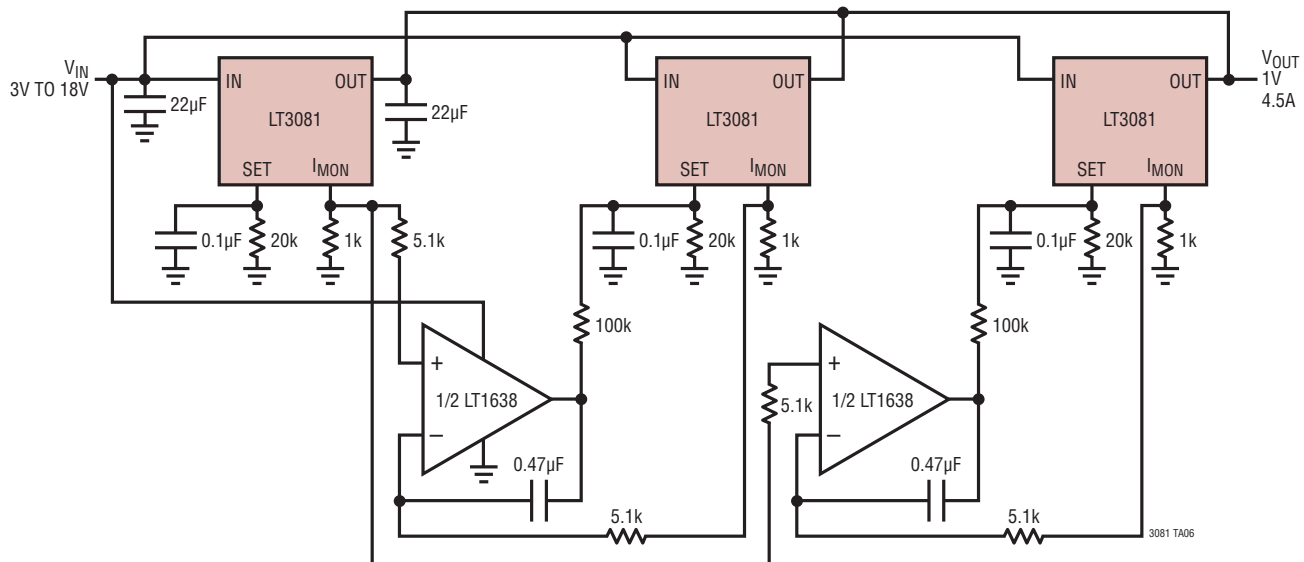 VIN
3V TO 18V
22µF
IN
OUT
LT3081
SET
IMON
22µF
IN
OUT
LT3081
SET
IMON
IN
OUT
LT3081
SET
IMON
VOUT
1V
4.5A
0.1µF
20k
1k
5.1k
0.1µF
20k
1k
0.1µF
20k
1k
100k
100k
+
1/2 LT1638
–
5.1k
+
1/2 LT1638
–
0.47µF
0.47µF
5.1k
5.1k
3081 TA06